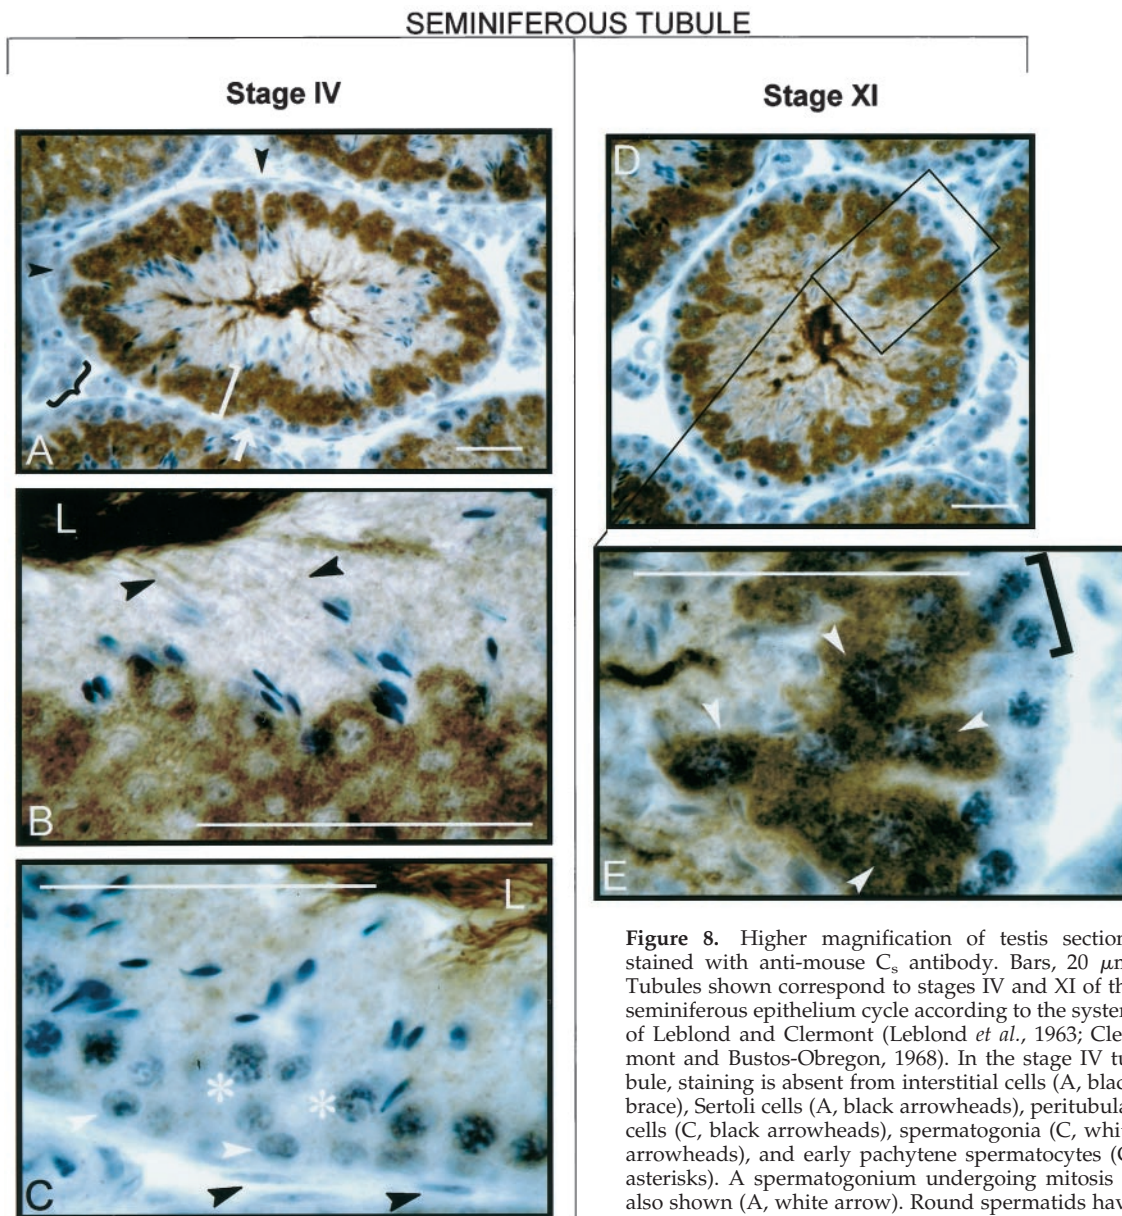 SEMINIFEROUS TUBULE
Stage IV
Stage XI
A
D
B
L
E
C
L
Figure 8. Higher magnification of testis section
stained with anti-mouse Cs antibody. Bars, 20 μm
Tubules shown correspond to stages IV and XI of th
seminiferous epithelium cycle according to the system
of Leblond and Clermont (Leblond et al., 1963; Cle
mont and Bustos-Obregon, 1968). In the stage IV tu
bule, staining is absent from interstitial cells (A, blac
brace), Sertoli cells (A, black arrowheads), peritubula
cells (C, black arrowheads), spermatogonia (C, whit
arrowheads), and early pachytene spermatocytes (C
asterisks). A spermatogonium undergoing mitosis
also shown (A, white arrow). Round spermatids hav